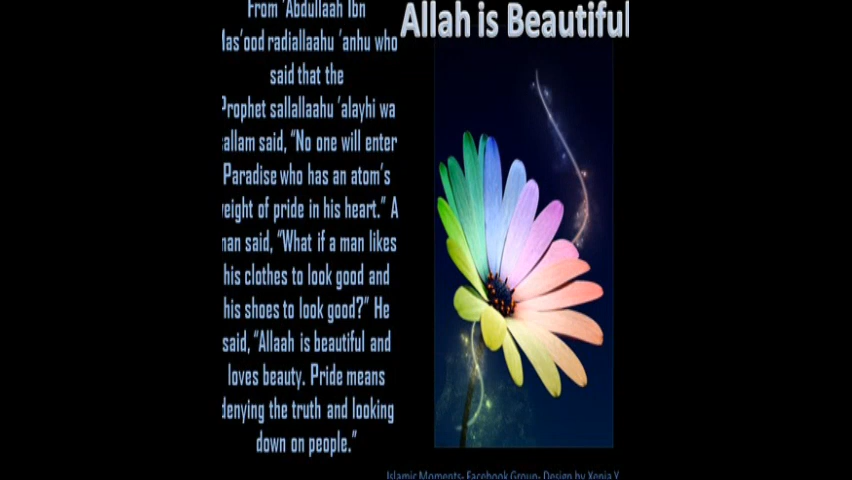 From 'Abdullaah Ibn
Mas'ood radiallaahu 'anhu who
said that the
Prophet sallallaahu 'alayhi wa
sallam said, "No one will enter
Paradise who has an atom's
weight of pride in his heart." A
man said, "What if a man likes
his clothes to look good and
his shoes to look good?" He
said, "Allaah is beautiful and
loves beauty. Pride means
denying the truth and looking
down on people."
Allah is Beautiful
Islamic Moments- Facebook Group- Design by Xenia Y